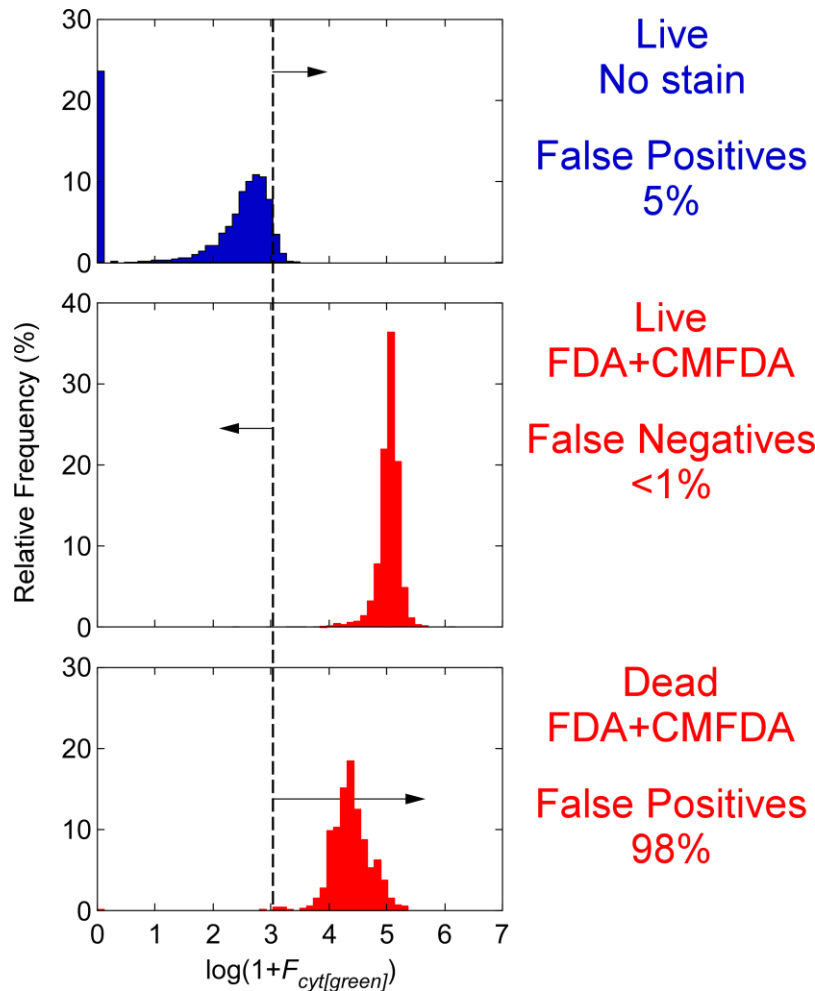 30
20
10
0
Live
No stain
False Positives
5%
40
30
20
10
0
Relative Frequency (%)
Live
FDA+CMFDA
False Negatives
<1%
30
20
10
0
Dead
FDA+CMFDA
False Positives
98%
0 1 2 3 4 5 6 7
log(1+F_cyt[green])